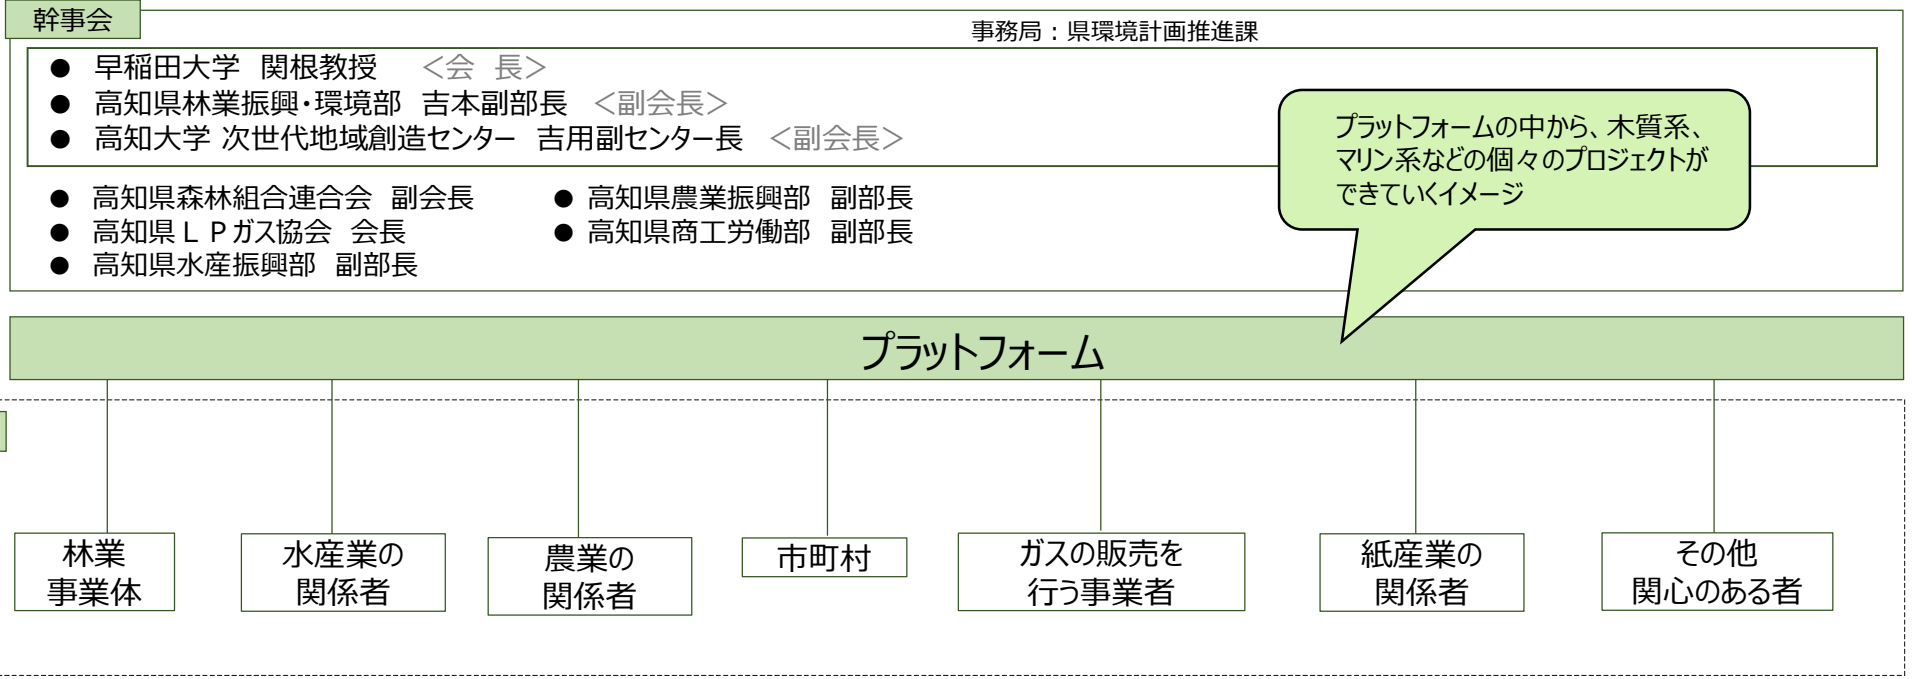 幹事会
事務局：県環境計画推進課
● 早稲田大学 関根教授 ＜会 長＞
● 高知県林業振興・環境部 吉本副部長 ＜副会長＞
● 高知大学 次世代地域創造センター 吉用副センター長 ＜副会長＞
● 高知県森林組合連合会 副会長
● 高知県ＬＰガス協会 会長
● 高知県水産振興部 副部長
● 高知県農業振興部 副部長
● 高知県商工労働部 副部長
プラットフォームの中から、木質系、
マリン系などの個々のプロジェクトが
できていくイメージ
プラットフォーム
林業
事業体
水産業の
関係者
農業の
関係者
市町村
ガスの販売を
行う事業者
紙産業の
関係者
その他
関心のある者